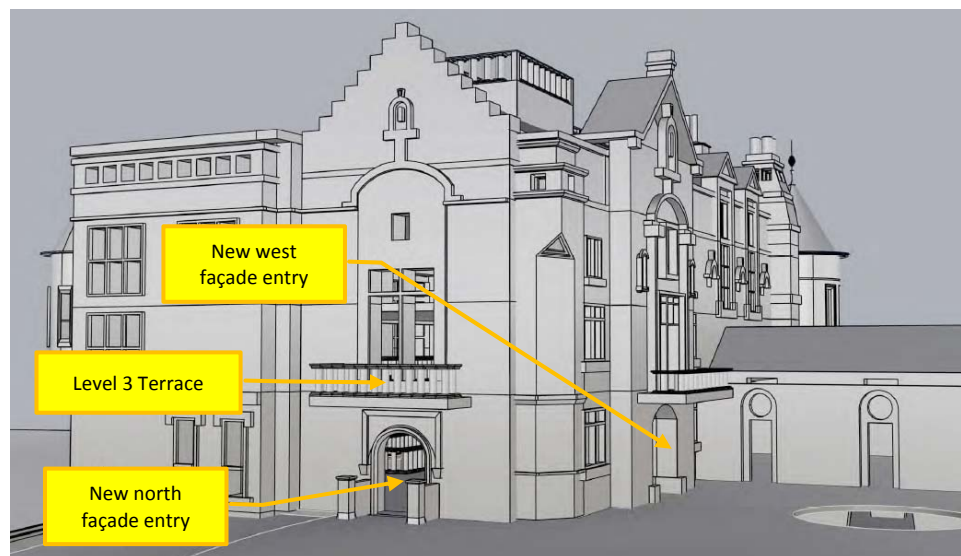 New west
façade entry
Level 3 Terrace
New north
façade entry